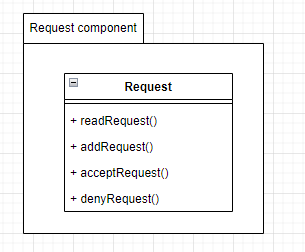 Request component
Request
+ readRequest()
+ addRequest()
+ acceptRequest()
+ denyRequest()